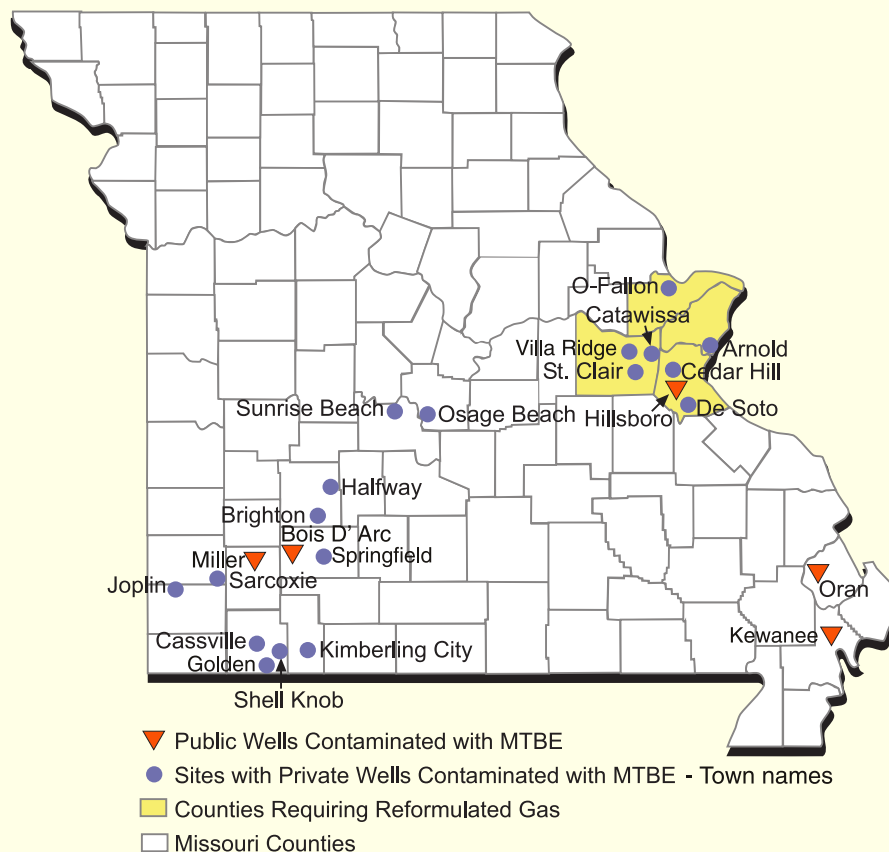 O-Fallon
Catawissa
Villa Ridge
Arnold
St. Clair
Cedar Hill
Sunrise Beach
Osage Beach
Hillsboro
De Soto
Halfway
Brighton
Bois D' Arc
Miller
Springfield
Joplin
Sarcoxie
Oran
Kewanee
Cassville
Kimberling City
Golden
Shell Knob
Public Wells Contaminated with MTBE
Sites with Private Wells Contaminated with MTBE - Town names
Counties Requiring Reformulated Gas
Missouri Counties